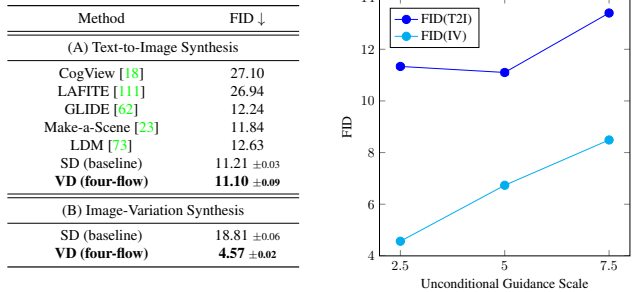 Method FID ↓
(A) Text-to-Image Synthesis
CogView [18] 27.10
LAFITE [111] 26.94
GLIDE [62] 12.24
Make-a-Scene [23] 11.84
LDM [73] 12.63
SD (baseline) 11.21 ±0.03
VD (four-flow) 11.10 ±0.09
(B) Image-Variation Synthesis
SD (baseline) 18.81 ±0.06
VD (four-flow) 4.57 ±0.02
FID(T2I)
FID(IV)
12
10
8
6
4
FID
2.5 5 7.5
Unconditional Guidance Scale